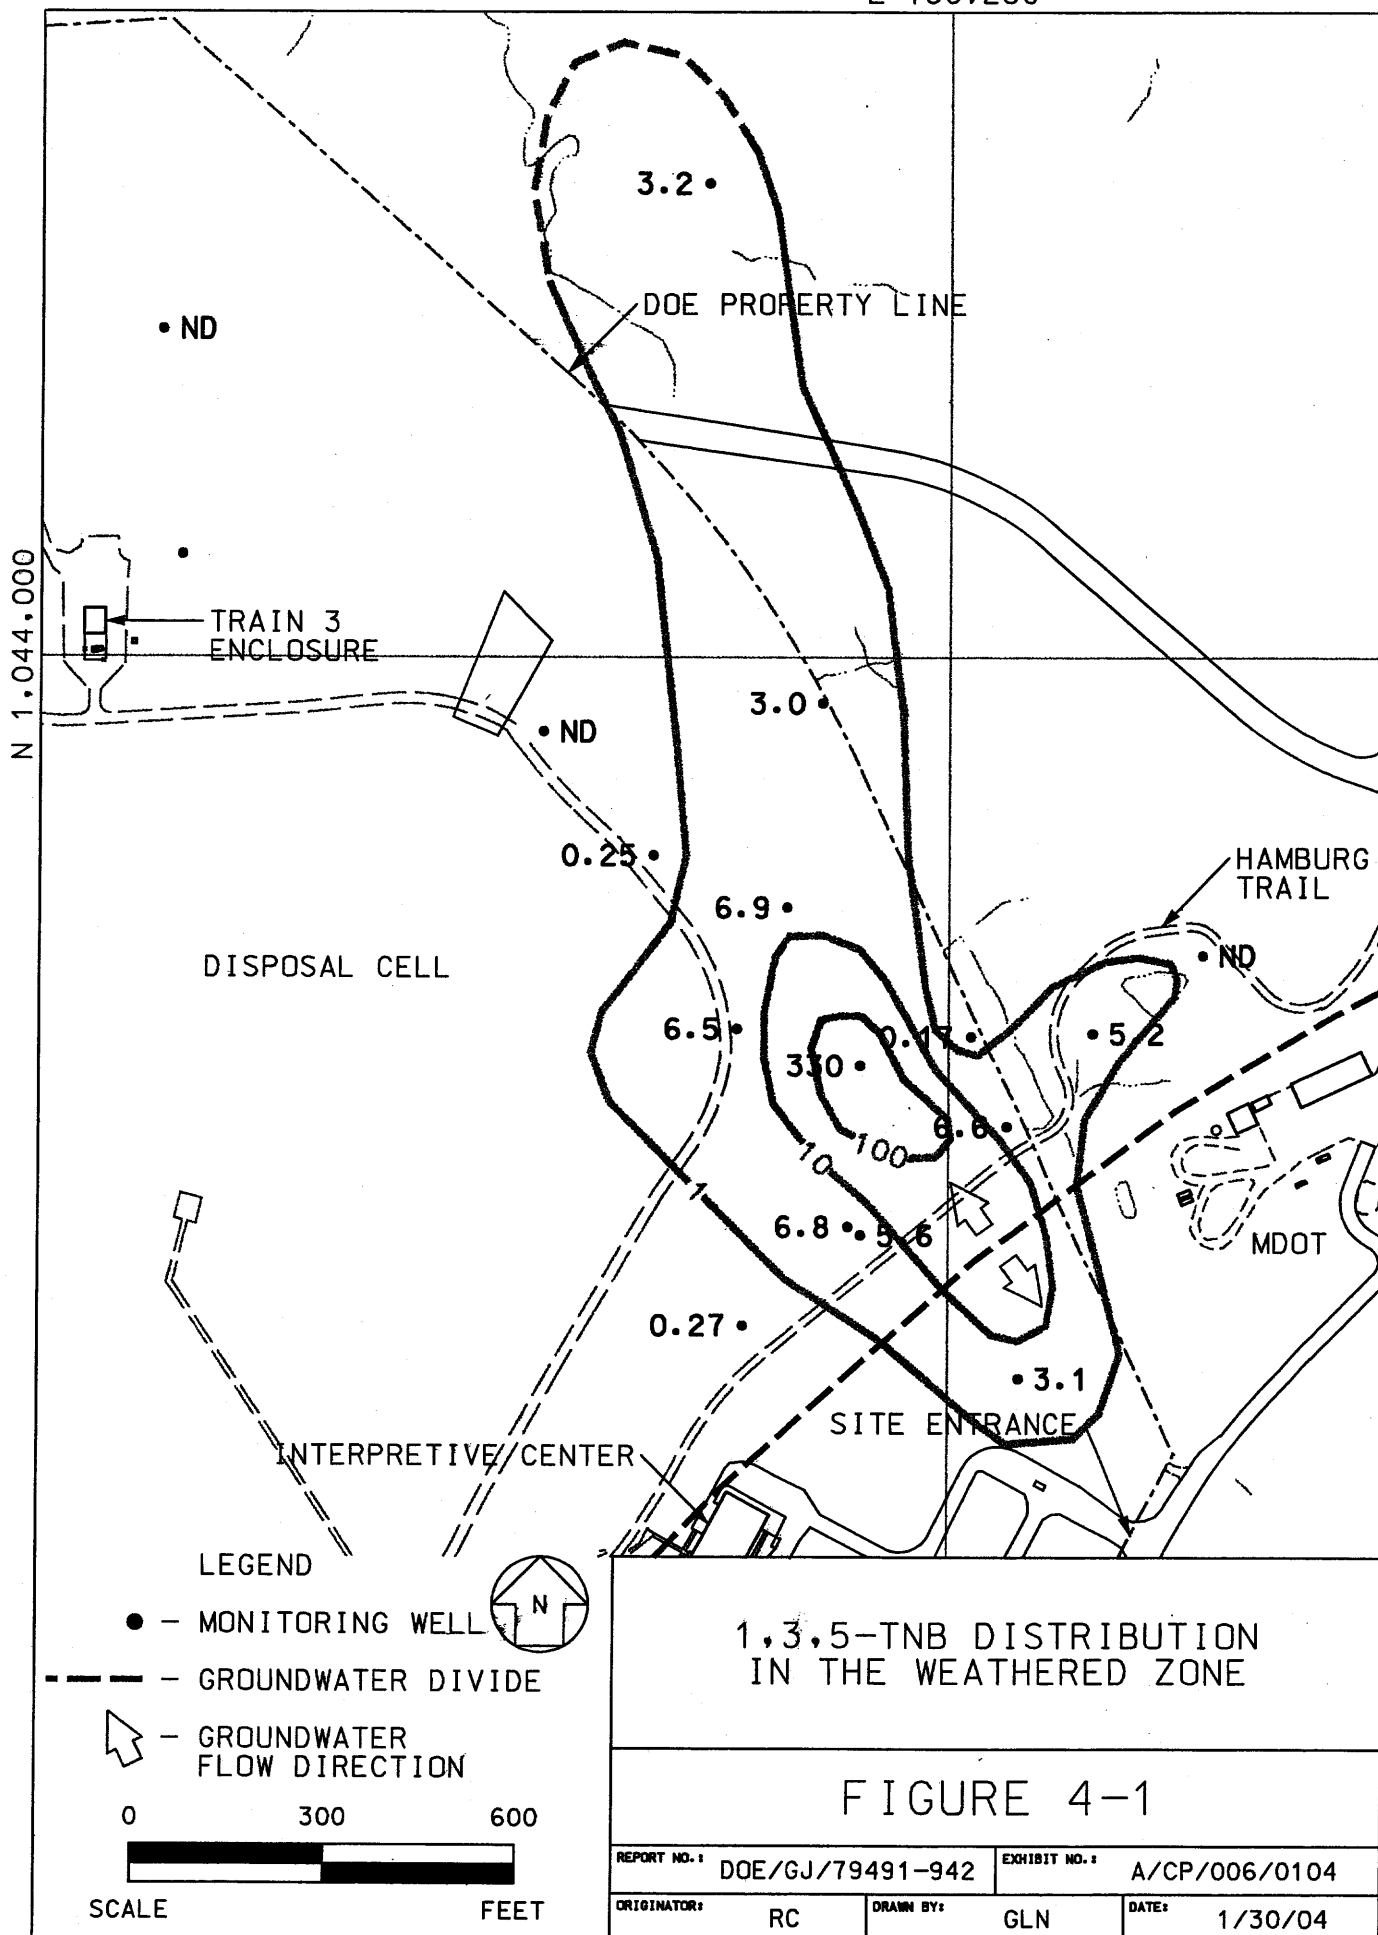 3.2
DOE PROPERTY LINE
ND
N 1,044,000
TRAIN 3
ENCLOSURE
3.0
ND
0.25
HAMBURG
TRAIL
6.9
ND
DISPOSAL CELL
6.5
0.17
5.2
330
6.6
100
10
1
6.8
5.6
MDOT
0.27
3.1
SITE ENTRANCE
INTERPRETIVE CENTER
LEGEND
- MONITORING WELL
N
- GROUNDWATER DIVIDE
- GROUNDWATER
FLOW DIRECTION
0 300 600
SCALE FEET
1,3,5-TNB DISTRIBUTION
IN THE WEATHERED ZONE
FIGURE 4-1
REPORT NO.: DOE/GJ/79491-942 EXHIBIT NO.: A/CP/006/0104
ORIGINATOR: RC DRAWN BY: GLN DATE: 1/30/04